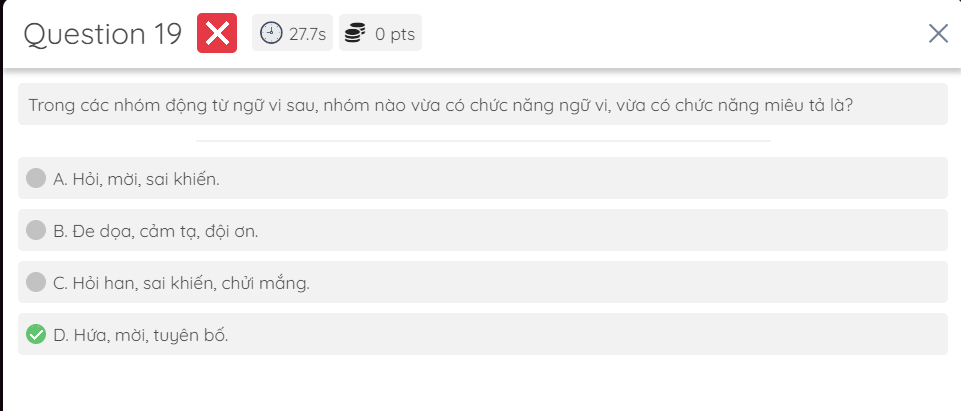 Question 19 27.7s 0 pts
Trong các nhóm động từ ngữ vi sau, nhóm nào vừa có chức năng ngữ vi, vừa có chức năng miêu tả là?
A. Hỏi, mời, sai khiến.
B. Đe dọa, cảm tạ, đội ơn.
C. Hỏi han, sai khiến, chửi mắng.
D. Hứa, mời, tuyên bố.